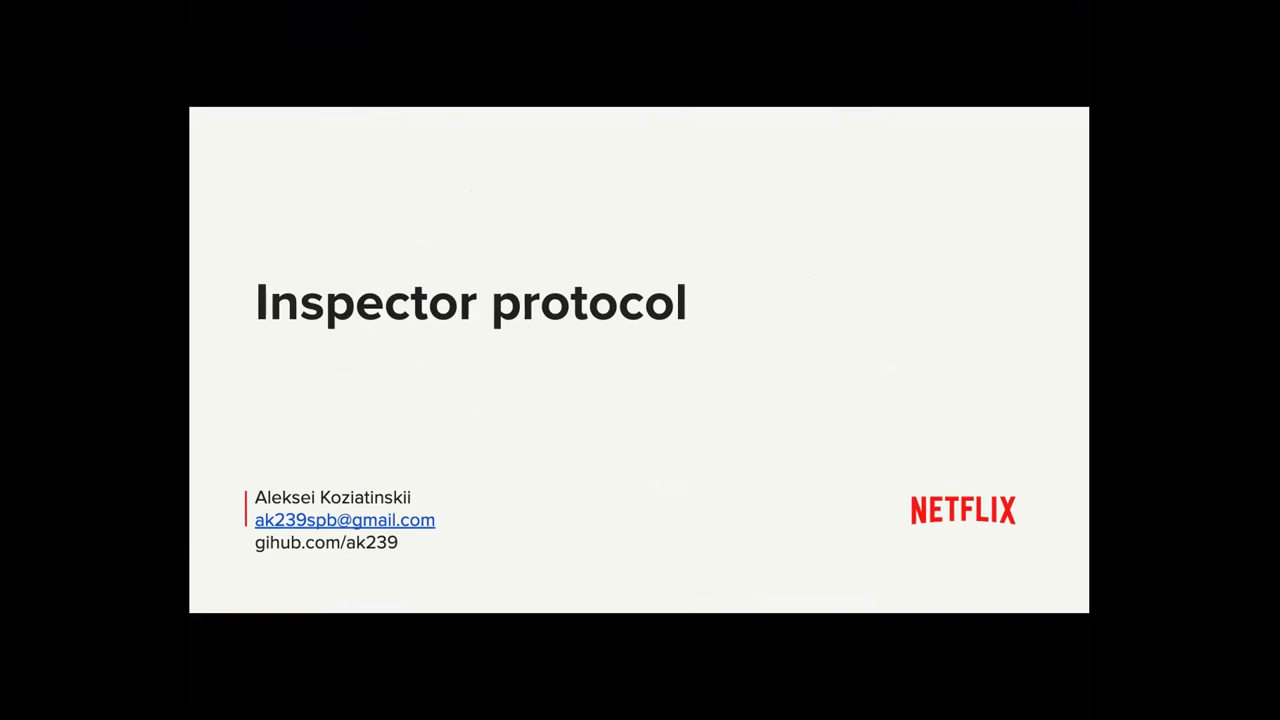 Inspector protocol
Aleksei Koziatinskii
ak239spb@gmail.com
gihub.com/ak239
NETFLIX